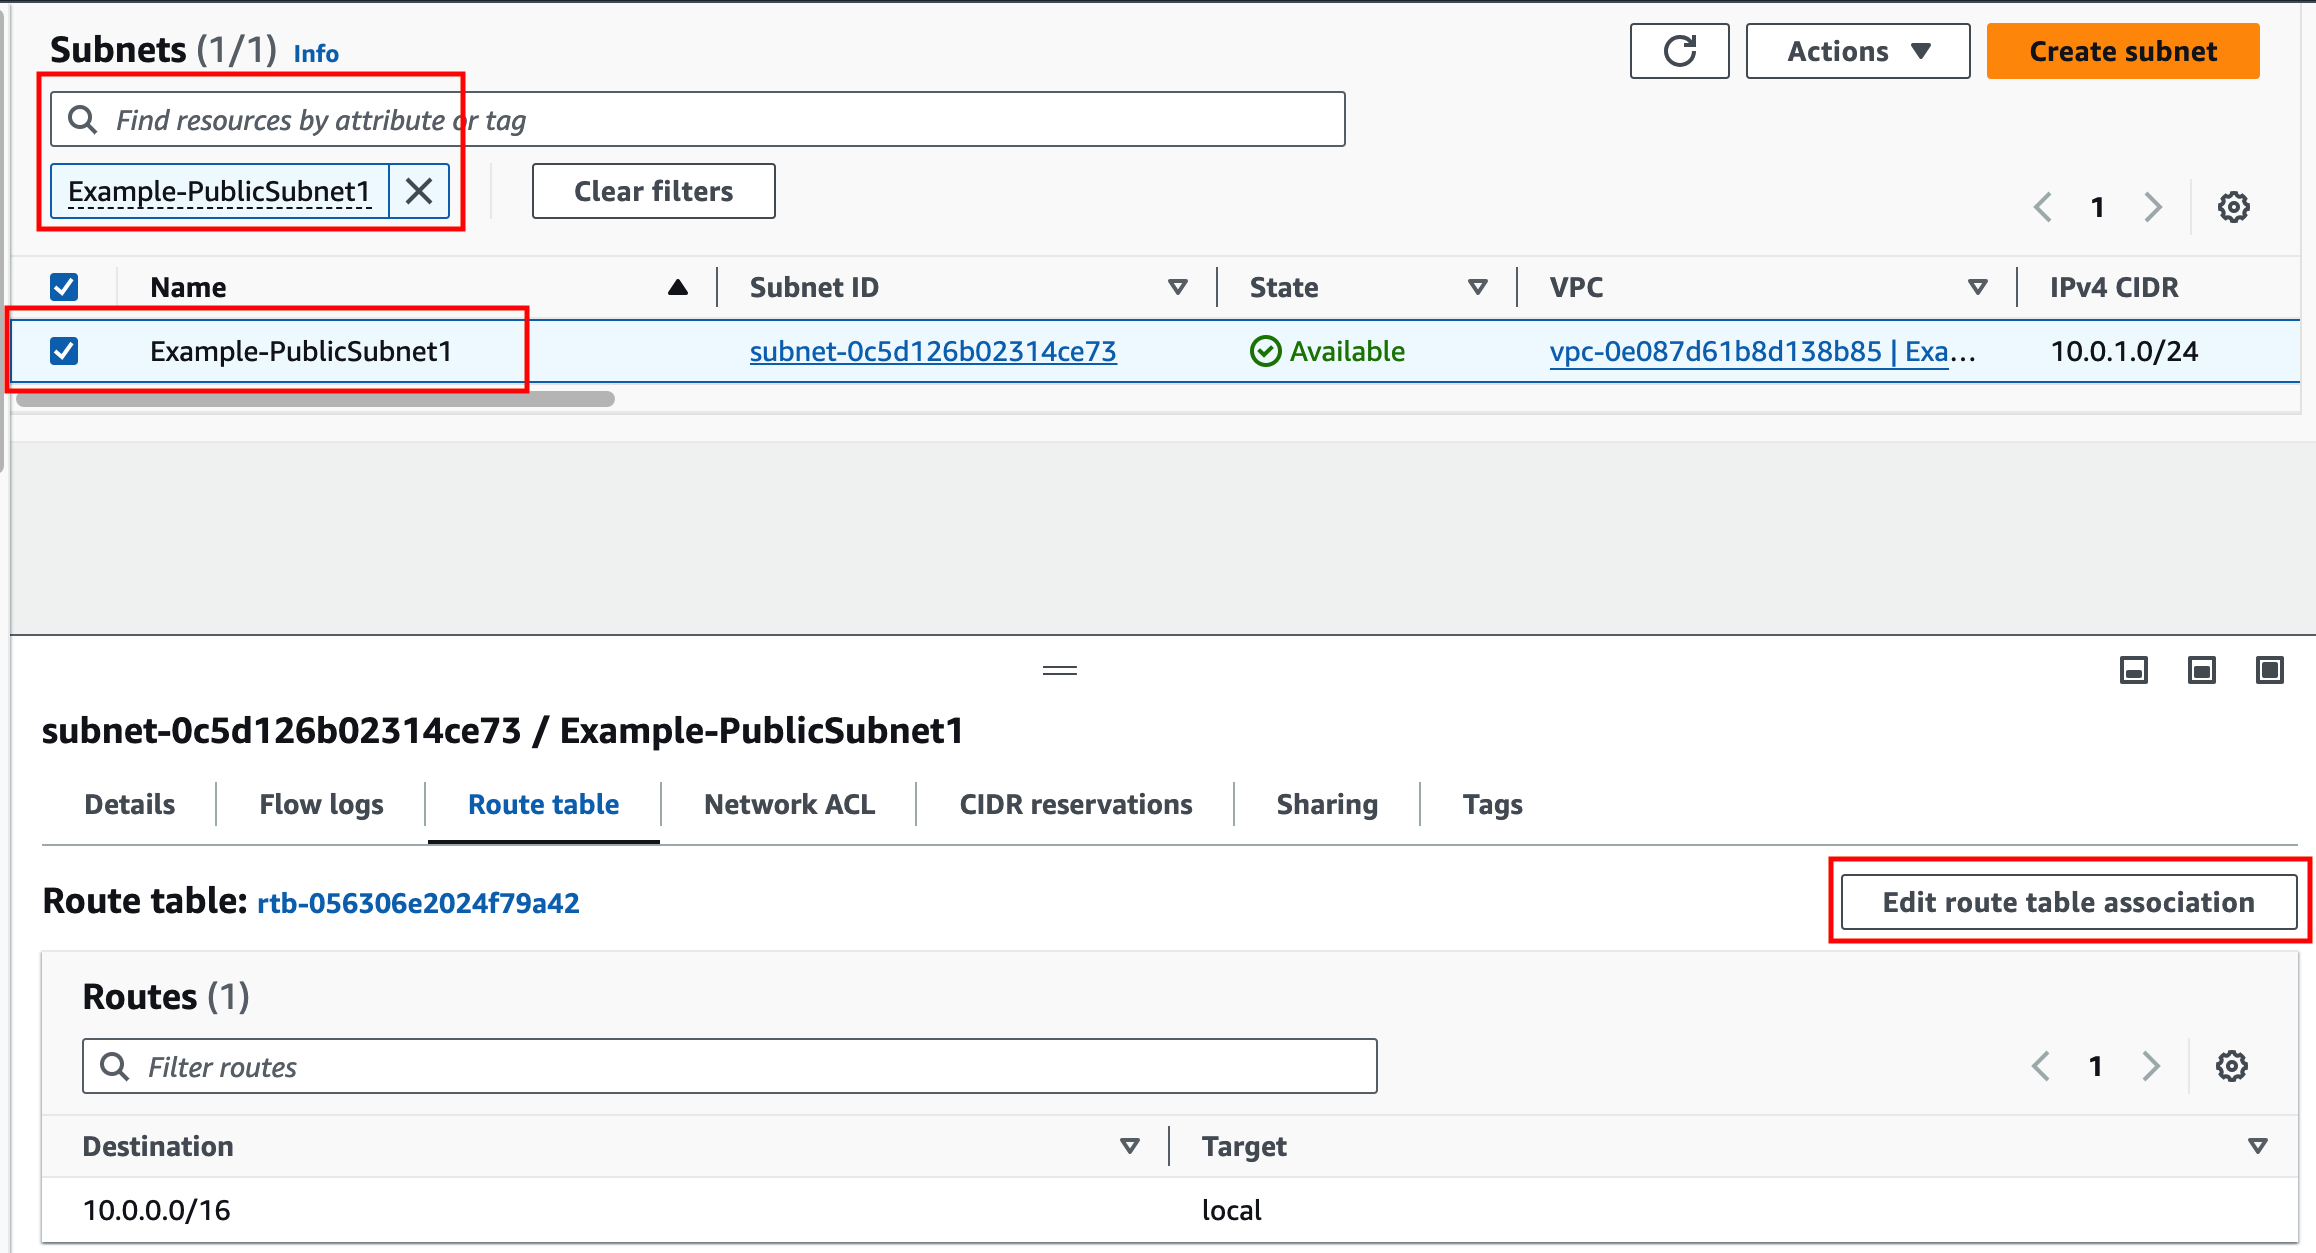 Subnets (1/1) Info
Actions
Create subnet
Find resources by attribute or tag
Example-PublicSubnet1
Clear filters
1
Name Subnet ID State VPC IPv4 CIDR
Example-PublicSubnet1 subnet-0c5d126b02314ce73 Available vpc-0e087d61b8d138b85 | Exa... 10.0.1.0/24
subnet-0c5d126b02314ce73 / Example-PublicSubnet1
Details Flow logs Route table Network ACL CIDR reservations Sharing Tags
Route table: rtb-056306e2024f79a42
Edit route table association
Routes (1)
Filter routes
1
Destination Target
10.0.0.0/16 local